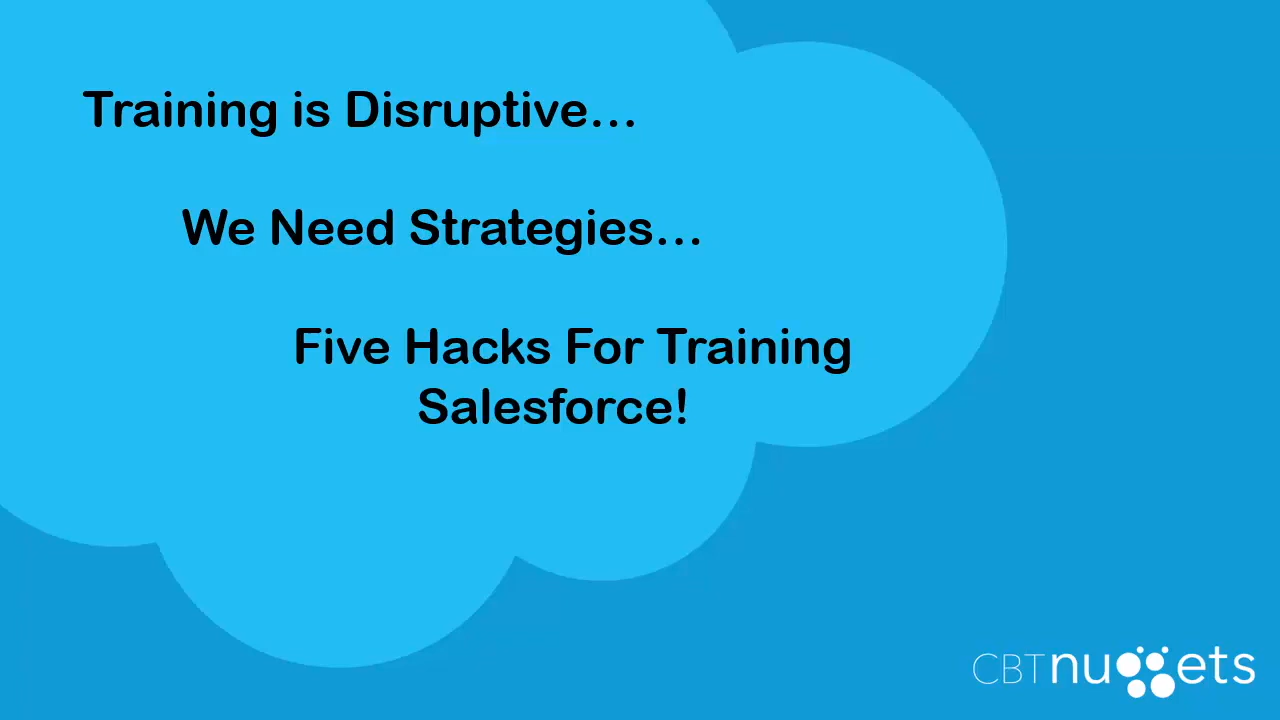 Training is Disruptive...
We Need Strategies...
Five Hacks For Training
Salesforce!
CBTnuggets